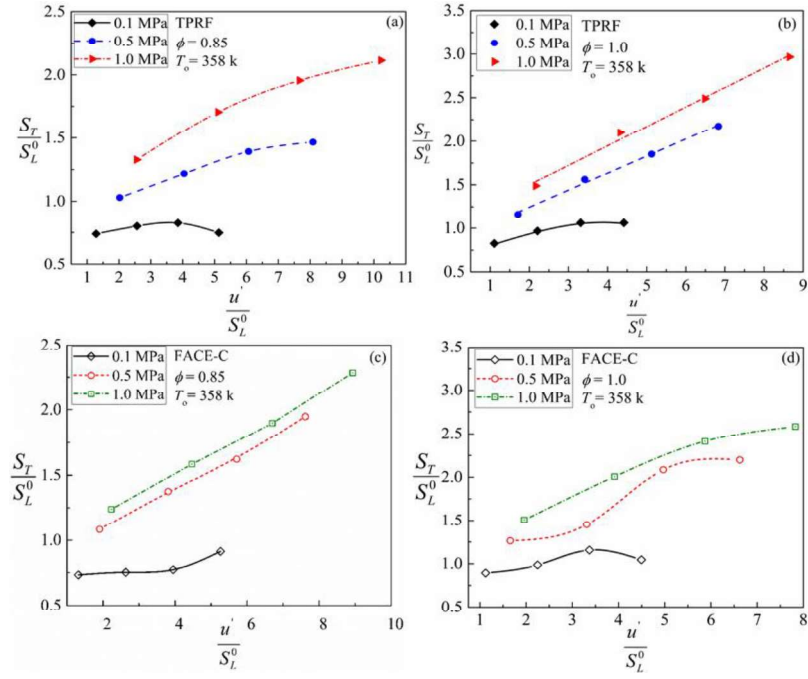 (a)
0.1 MPa TPRF
0.5 MPa ϕ = 0.85
1.0 MPa T_o = 358 k
2.5
2.0
1.5
1.0
0.5
S_T
S_L^0
1 2 3 4 5 6 7 8 9 10 11
u'
S_L^0
(b)
0.1 MPa TPRF
0.5 MPa ϕ = 1.0
1.0 MPa T_o = 358 k
3.5
3.0
2.5
2.0
1.5
1.0
0.5
S_T
S_L^0
1 2 3 4 5 6 7 8 9
u'
S_L^0
(c)
0.1 MPa FACE-C
0.5 MPa ϕ = 0.85
1.0 MPa T_o = 358 k
2.5
2.0
1.5
1.0
0.5
S_T
S_L^0
2 4 6 8 10
u'
S_L^0
(d)
0.1 MPa FACE-C
0.5 MPa ϕ = 1.0
1.0 MPa T_o = 358 k
3.5
3.0
2.5
2.0
1.5
1.0
0.5
S_T
S_L^0
1 2 3 4 5 6 7 8
u'
S_L^0